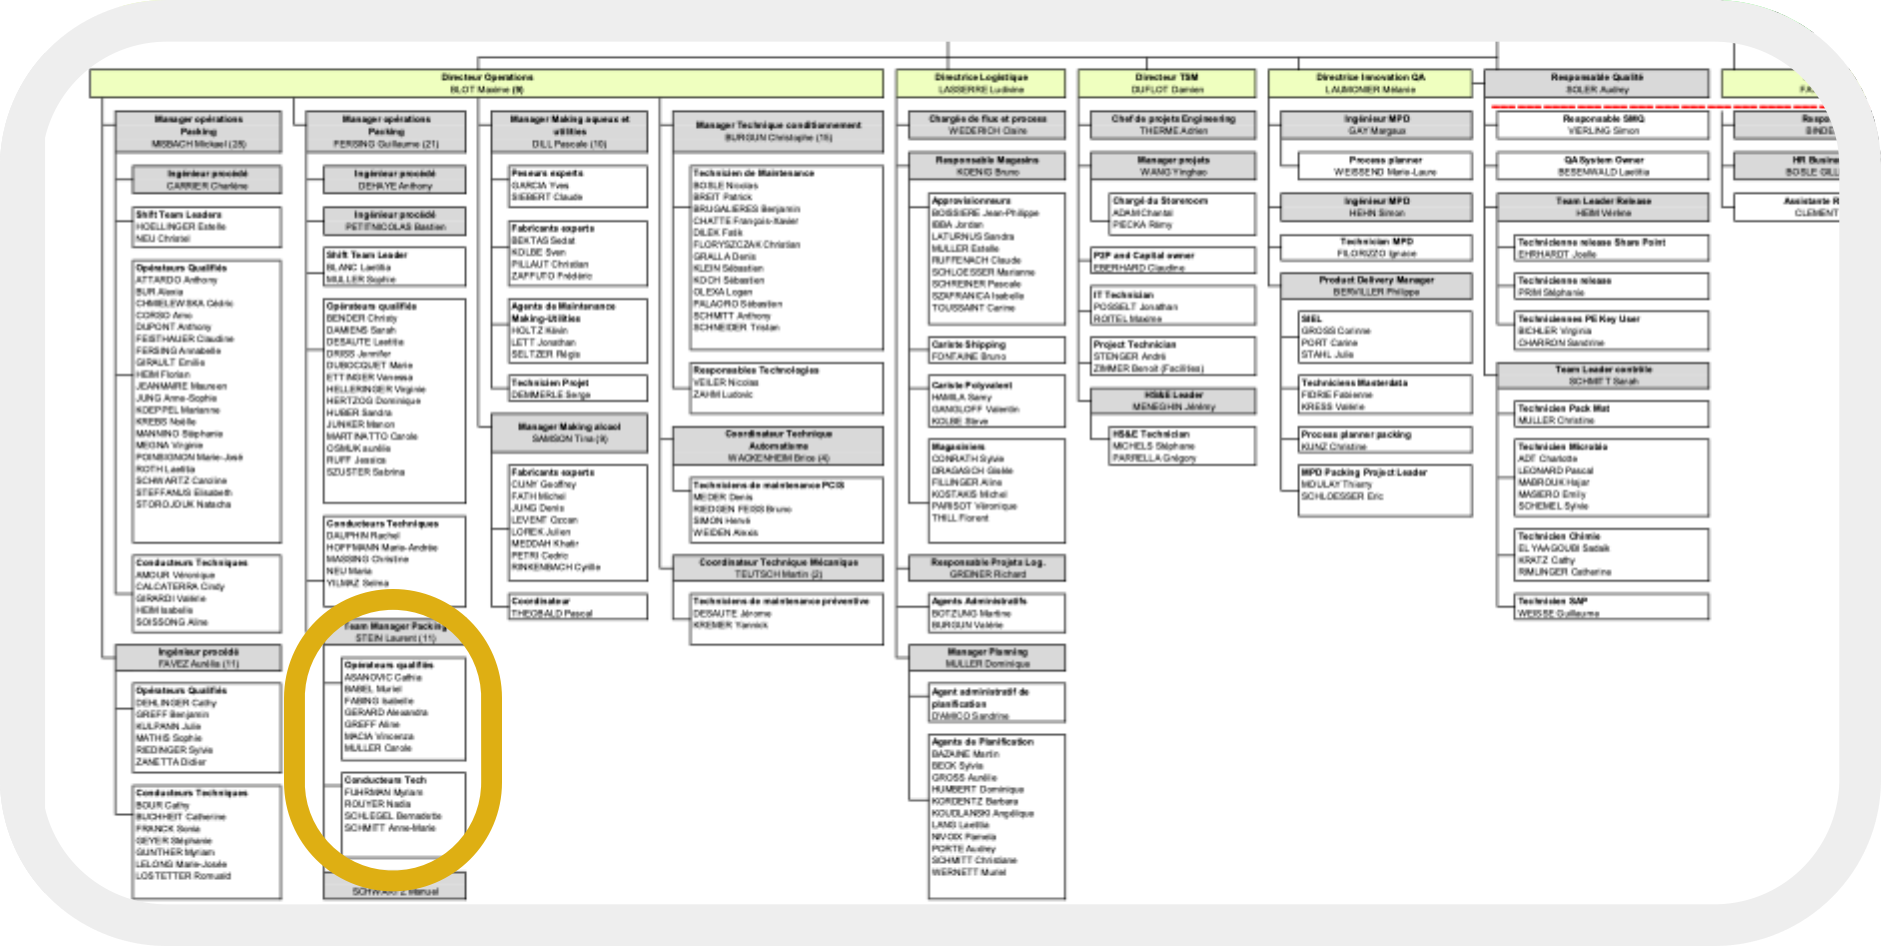 Directeur Operations
BLOT Maxime (9)
Manager opérations
Packing
MISBACH Mickael (28)
Ingénieur procédé
CARRIER Charlène
Shift Team Leaders
HOELLINGER Estelle
NEU Christel
Opérateurs Qualifiés
ATTARDO Anthony
BUR Alexia
CHMIELEWSKA Cédric
CORSO Arno
DUPONT Anthony
FEISTHAUER Claudine
FERSING Annabelle
GIRAULT Emilie
HEIM Florian
JEANMAIRE Maureen
JUNG Anne-Sophie
KOEPPEL Marianne
KREBS Noëlle
MANNINO Stéphanie
MEGNA Virginie
POINSIGNON Marie-José
ROTH Laetitia
SCHWARTZ Caroline
STEFFANUS Elisabeth
STOROJOUK Natacha
Conducteurs Techniques
AMOUR Véronique
CALCATERRA Cindy
GIRARDI Valérie
HEIM Isabelle
SOISSONG Aline
Ingénieur procédé
FAVEZ Aurélia (11)
Opérateurs Qualifiés
DEHLINGER Cathy
GREFF Benjamin
KULPANN Julie
MATHIS Sophie
RIEDINGER Sylvie
ZANETTA Didier
Conducteurs Techniques
BOUR Cathy
BUCHHEIT Catherine
FRANCK Sonia
GEYER Stéphanie
GUNTHER Myriam
LELONG Marie-Josée
LOSTETTER Romuald
Manager opérations
Packing
FERSING Guillaume (21)
Ingénieur procédé
DEHAYE Anthony
Ingénieur procédé
PETITNICOLAS Bastien
Shift Team Leader
BLANC Laetitia
MULLER Sophie
Opérateurs qualifiés
BENDER Christy
DAMIENS Sarah
DESAUTE Laetitia
DRISS Jennifer
DUBOCQUET Marie
ETTINGER Vanessa
HELLERINGER Virginie
HERTZOG Dominique
HUBER Sandra
JUNKER Manon
MARTINATTO Carole
OSMUK aurélie
RUFF Jessica
SZUSTER Sabrina
Conducteurs Techniques
DAUPHIN Rachel
HOFFMANN Marie-Andrée
MASSING Christine
NEU Marie
YILMAZ Selma
Team Manager Packing
STEIN Laurent (11)
Opérateurs qualifiés
ASANOVIC Cathia
BABEL Muriel
FABING Isabelle
GERARD Alexandra
GREFF Aline
MACIA Vincenza
MULLER Carole
Conducteurs Tech
FUHRMAN Myriam
ROUYER Nadia
SCHLEGEL Bernadette
SCHMITT Anne-Marie
SCHWARTZ Manuel
Manager Making aqueux et
utilities
DILL Pascale (10)
Peseurs experts
GARCIA Yves
SIEBERT Claude
Fabricants experts
BEKTAS Sedat
KOLBE Sven
PILLAUT Christian
ZAFFUTO Frédéric
Agents de Maintenance
Making-Utilities
HOLTZ Kévin
LETT Jonathan
SELTZER Régis
Technicien Projet
DEMMERLE Serge
Manager Making alcool
SAMSON Tina (9)
Fabricants experts
CUNY Geoffrey
FATH Michel
JUNG Denis
LEVENT Ozcan
LOREK Julien
MEDDAH Khatir
PETRI Cedric
RINKENBACH Cyrille
Coordinateur
THEOBALD Pascal
Manager Technique conditionnement
BURGUN Christophe (15)
Technicien de Maintenance
BOSLE Nicolas
BREIT Patrick
BRUGALIERES Benjamin
CHATTE François-Xavier
DILEK Fatik
FLORYSZCZAK Christian
GRALLA Denis
KLEIN Sébastien
KOCH Sébastien
OLEXA Logan
PALAORO Sébastien
SCHMITT Anthony
SCHNEIDER Tristan
Responsables Technologies
VEILER Nicolas
ZAHM Ludovic
Coordinateur Technique
Automatisme
WACKENHEIM Brice (4)
Techniciens de maintenance PCIS
MEDER Denis
RIEDGEN FEISS Bruno
SIMON Hervé
WEIDEN Alexis
Coordinateur Technique Mécanique
TEUTSCH Martin (2)
Techniciens de maintenance préventive
DESAUTE Jérome
KREMER Yannick
Directrice Logistique
LASSERRE Ludivine
Chargée de flux et process
WEDERICH Claire
Responsable Magasins
KOENIG Bruno
Approvisionneurs
BOISSIERE Jean-Philippe
IBBA Jordan
LATURNUS Sandra
MULLER Estelle
RUFFENACH Claude
SCHLOESSER Marianne
SCHREINER Pascale
SZAFRANICA Isabelle
TOUSSAINT Carine
Cariste Shipping
FONTAINE Bruno
Cariste Polyvalent
HAMILA Samy
GANGLOFF Valentin
KOLBE Steve
Magasiniers
CONRATH Sylvie
DRAGASCH Gisèle
FILLINGER Aline
KOSTAKIS Michel
PARISOT Véronique
THILL Florent
Responsable Projets Log.
GREINER Richard
Agents Administratifs
BOTZUNG Martine
BURGUN Valérie
Manager Planning
MULLER Dominique
Agent administratif de
planification
D'AMICO Sandrine
Agents de Planification
BAZAINE Martin
BECK Sylvie
GROSS Aurélie
HUMBERT Dominique
KORDENTZ Barbara
KOUDLANSKI Angélique
LANG Laetitia
NIVOIX Pamela
PORTE Audrey
SCHMITT Christiane
WERNETT Muriel
Directeur TSM
DUFLOT Damien
Chef de projets Engineering
THERME Adrien
Manager projets
WANG Yinghao
Chargé du Storeroom
ADAM Chantal
PIECKA Rémy
P2P and Capital owner
EBERHARD Claudine
IT Technician
POSSELT Jonathan
ROITEL Maxime
Project Technician
STENGER André
ZIMMER Benoit (Facilities)
HS&E Leader
MENEGHIN Jérémy
HS&E Technician
MICHELS Stéphane
PARRELLA Grégory
Directrice Innovation QA
LAUMONIER Mélanie
Ingénieur MPD
GAY Margaux
Process planner
WEISSEND Marie-Laure
Ingénieur MPD
HEHN Simon
Technician MPD
FILORIZZO Ignace
Product Delivery Manager
BERVILLER Philippe
SIEL
GROSS Corinne
PORT Carine
STAHL Julie
Techniciens Masterdata
FIDRIE Fabienne
KRESS Valérie
Process planner packing
KUNZ Christine
MPD Packing Project Leader
MOULAY Thierry
SCHLOESSER Eric
Responsable Qualité
SOLER Audrey
Responsable SMQ
VIERLING Simon
QA System Owner
BESENWALD Laetitia
Team Leader Release
HEIM Vérène
Technicienne release Share Point
EHRHARDT Joelle
Technicienne release
PRIM Stéphanie
Techniciennes PE Key User
BICHLER Virginia
CHARRON Sandrine
Team Leader contrôle
SCHMITT Sarah
Technicien Pack Mat
MULLER Christine
Technicien Microbio
ADT Charlotte
LEONARD Pascal
MABROUK Hajar
MASIERO Emily
SCHEMEL Sylvie
Technicien Chimie
EL YAAGOUBI Sadaik
KRATZ Cathy
RIMLINGER Catherine
Technicien SAP
WEISSE Guillaume
FA
Respo
BINDE
HR Busine
BOSLE GILL
Assistante R
CLEMENT